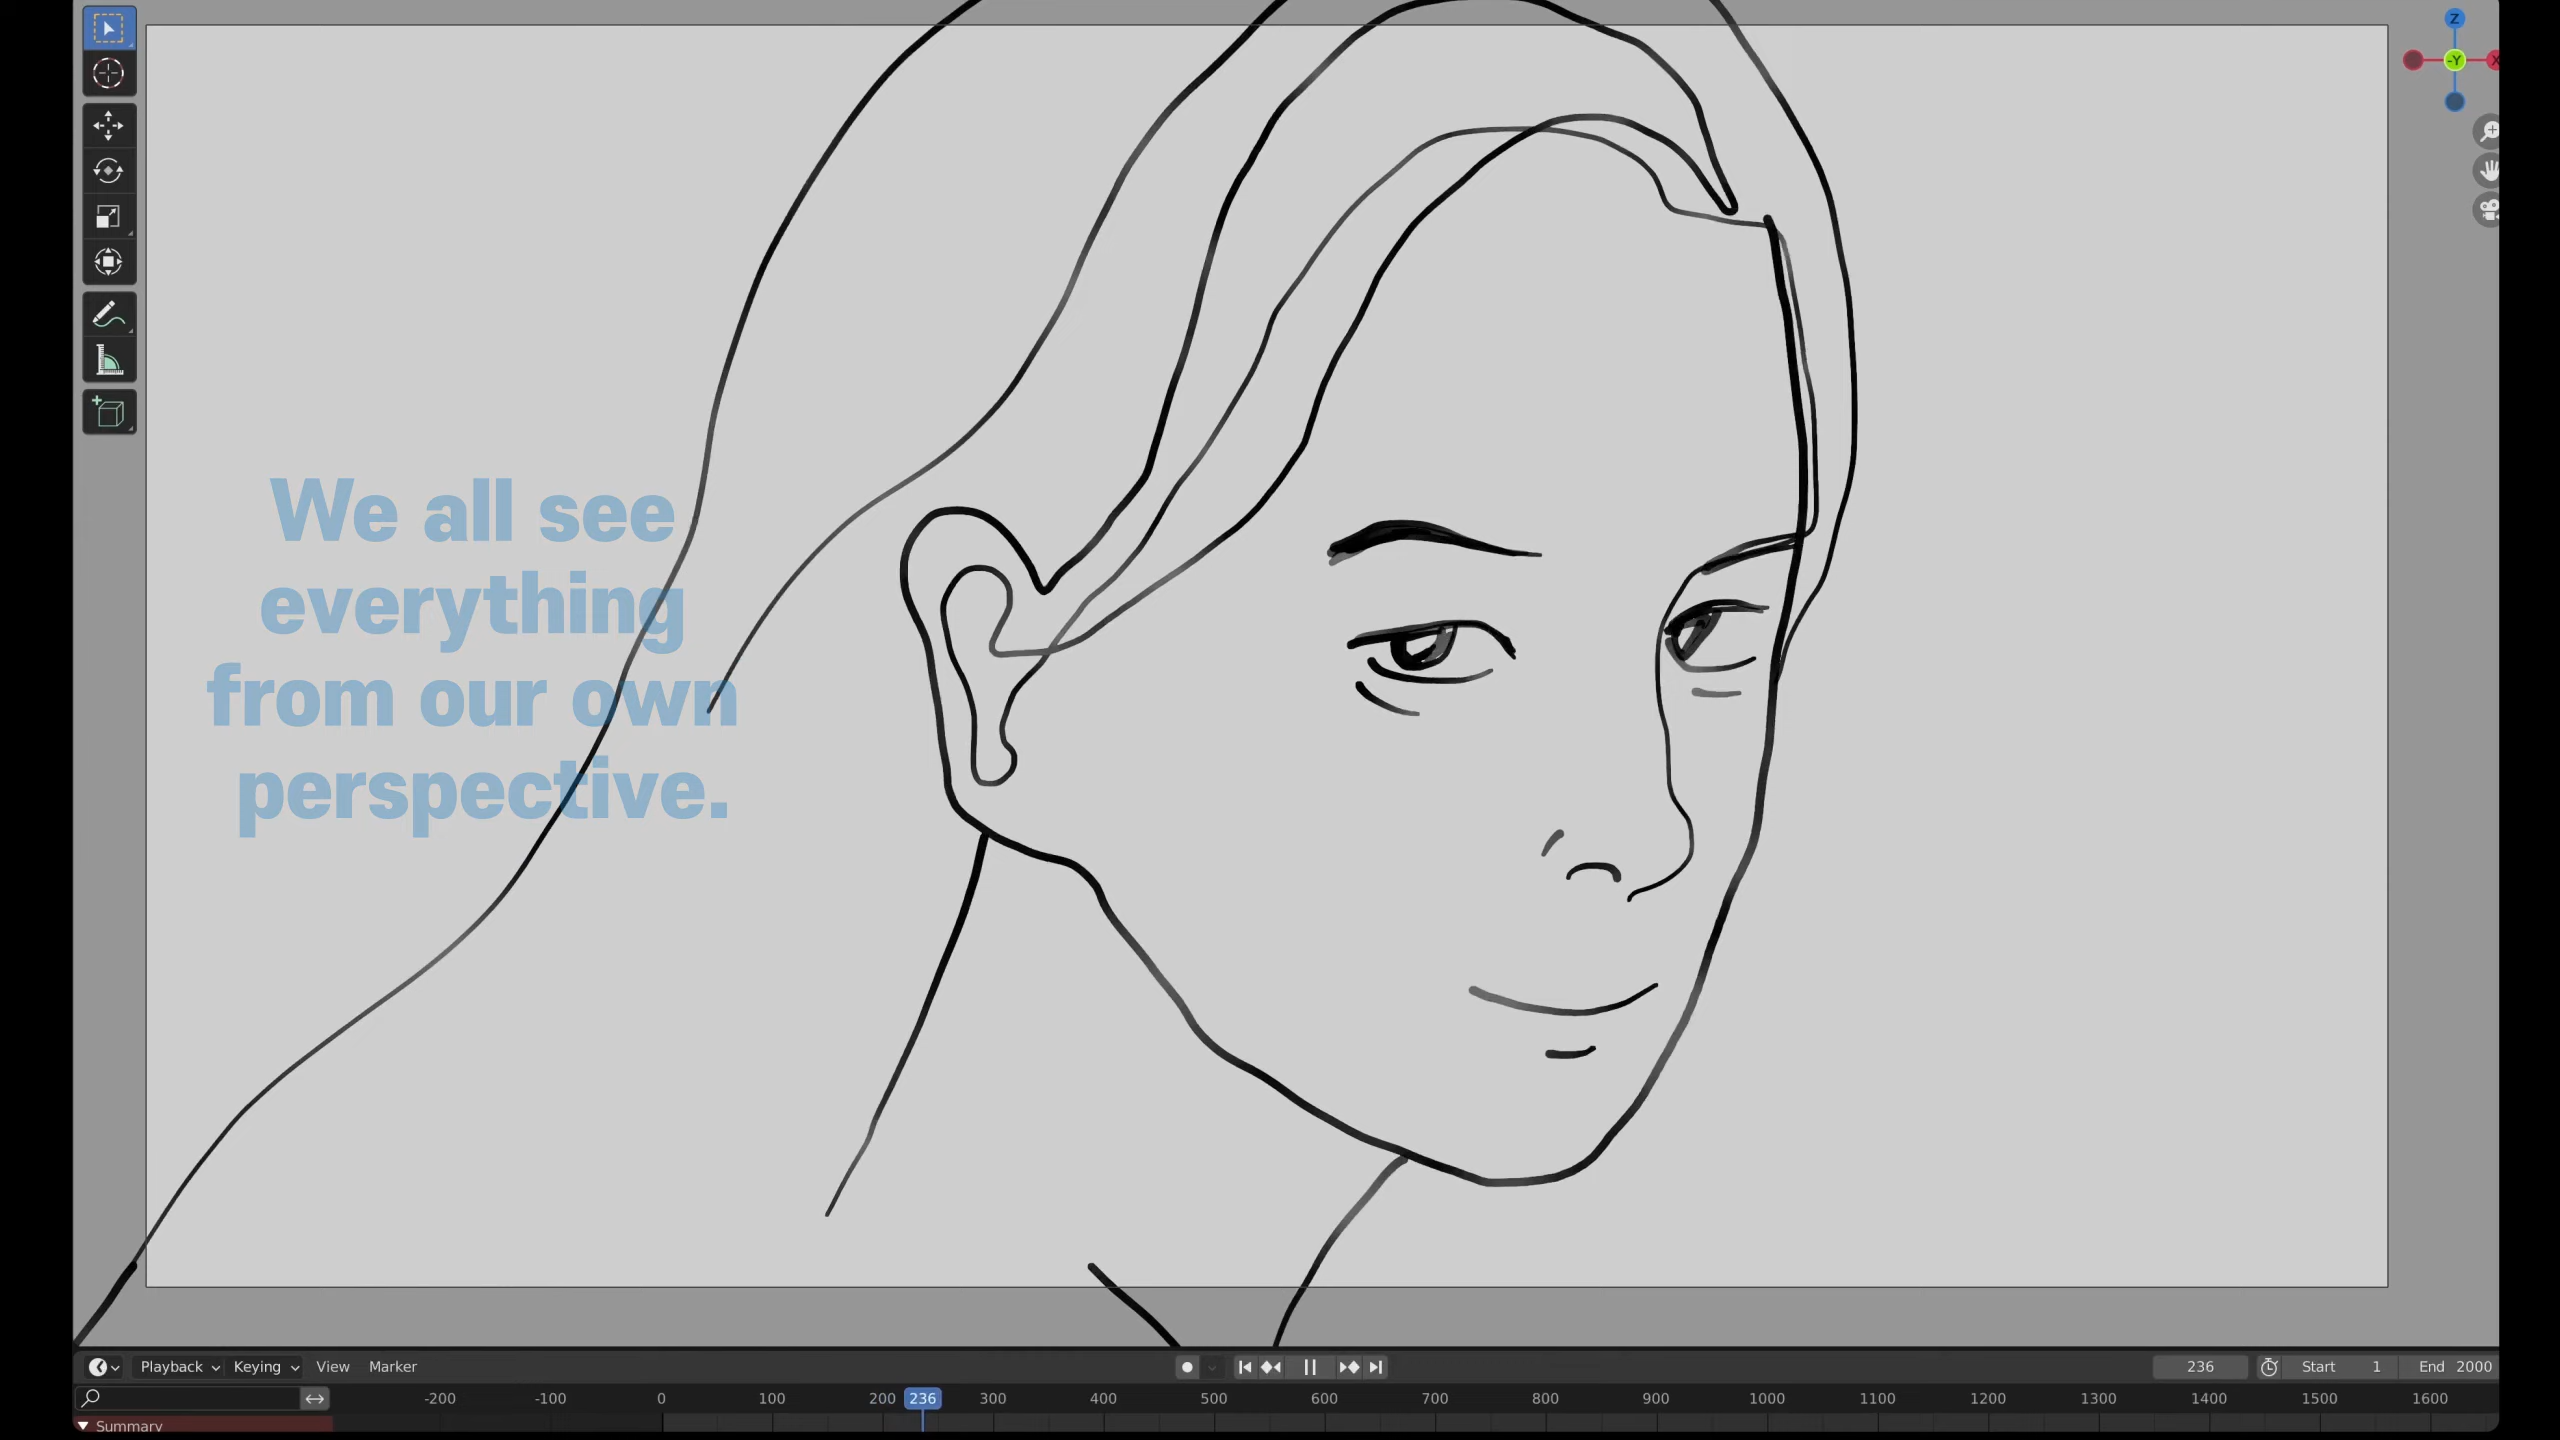 Z
-Y
X
We all see
everything
from our own
perspective.
Playback
Keying
View
Marker
236
Start 1
End 2000
-200 -100 0 100 200 236 300 400 500 600 700 800 900 1000 1100 1200 1300 1400 1500 1600
Summary